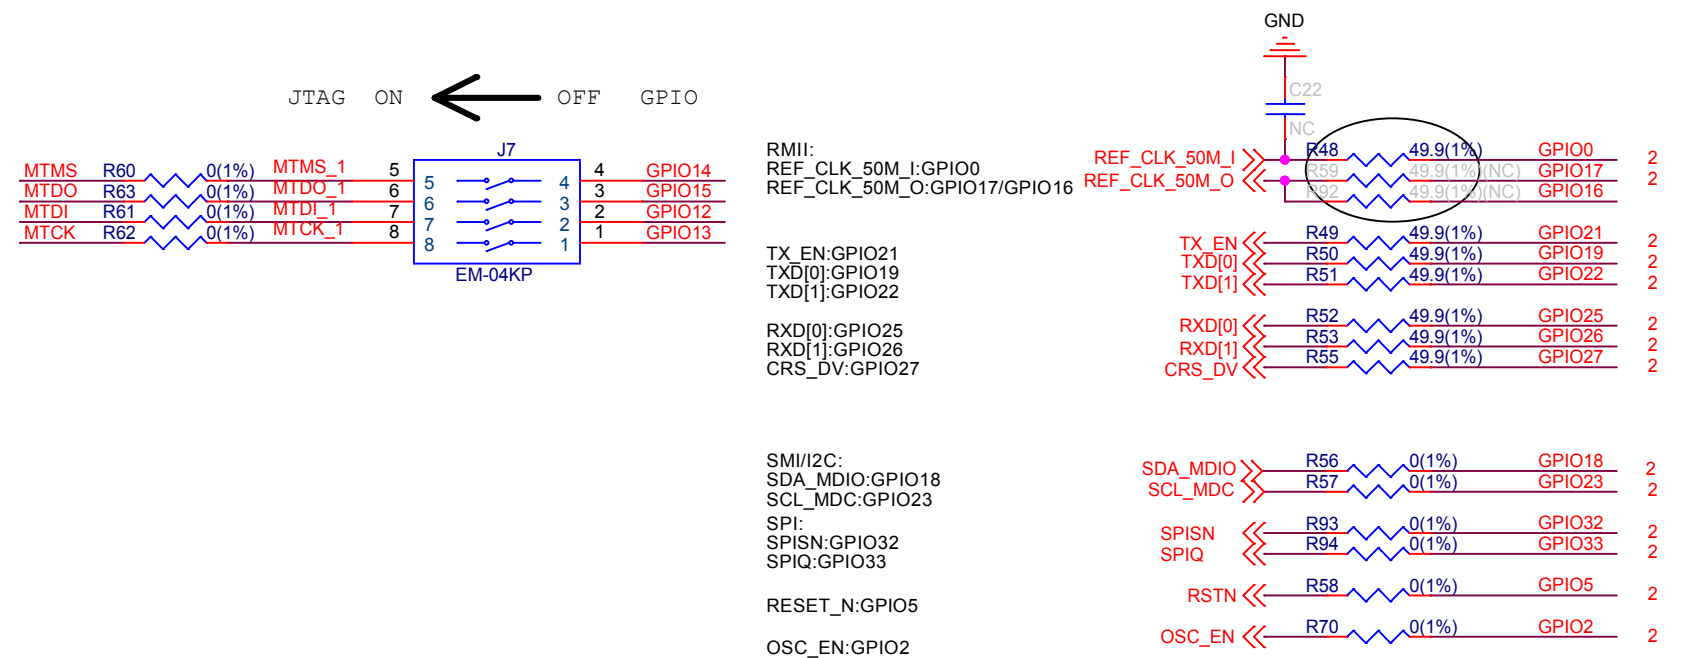 GND
C22
NC
JTAG ON OFF GPIO
J7
MTMS R60 0(1%) MTMS_1 5 5 4 4 GPIO14
MTDO R63 0(1%) MTDO_1 6 6 3 3 GPIO15
MTDI R61 0(1%) MTDI_1 7 7 2 2 GPIO12
MTCK R62 0(1%) MTCK_1 8 8 1 1 GPIO13
EM-04KP
RMII:
REF_CLK_50M_I:GPIO0
REF_CLK_50M_O:GPIO17/GPIO16
TX_EN:GPIO21
TXD[0]:GPIO19
TXD[1]:GPIO22
RXD[0]:GPIO25
RXD[1]:GPIO26
CRS_DV:GPIO27
SMI/I2C:
SDA_MDIO:GPIO18
SCL_MDC:GPIO23
SPI:
SPISN:GPIO32
SPIQ:GPIO33
RESET_N:GPIO5
OSC_EN:GPIO2
REF_CLK_50M_I R48 49.9(1%) GPIO0 2
REF_CLK_50M_O R59 49.9(1%)(NC) GPIO17 2
R92 49.9(1%)(NC) GPIO16
TX_EN R49 49.9(1%) GPIO21 2
TXD[0] R50 49.9(1%) GPIO19 2
TXD[1] R51 49.9(1%) GPIO22 2
RXD[0] R52 49.9(1%) GPIO25 2
RXD[1] R53 49.9(1%) GPIO26 2
CRS_DV R55 49.9(1%) GPIO27 2
SDA_MDIO R56 0(1%) GPIO18 2
SCL_MDC R57 0(1%) GPIO23 2
SPISN R93 0(1%) GPIO32 2
SPIQ R94 0(1%) GPIO33 2
RSTN R58 0(1%) GPIO5 2
OSC_EN R70 0(1%) GPIO2 2